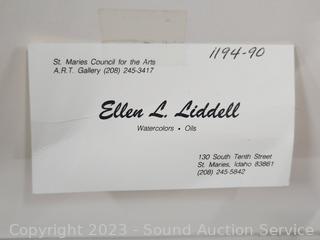 St. Maries Council for the Arts
A.R.T. Gallery (208) 245-3417
1194-90
Ellen L. Liddell
Watercolors • Oils
130 South Tenth Street
St. Maries, Idaho 83861
(208) 245-5842
Copyright 2023 - Sound Auction Service